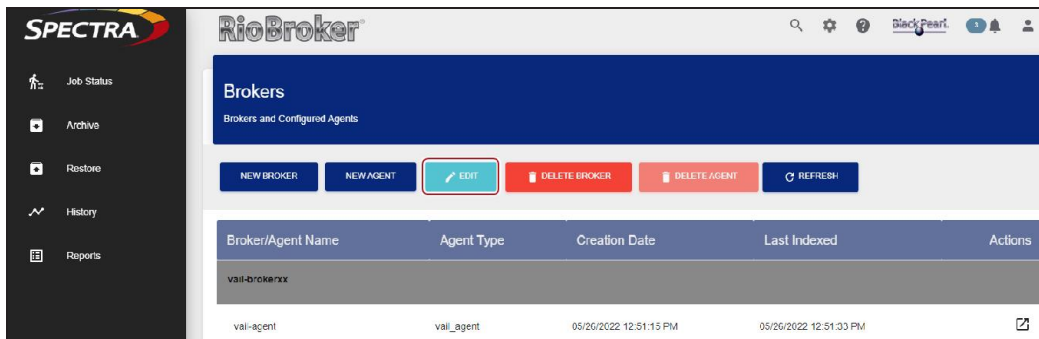 SPECTRA
RioBroker®
BlackPearl
3
Job Status
Archive
Restore
History
Reports
Brokers
Brokers and Configured Agents
NEW BROKER
NEW AGENT
EDIT
DELETE BROKER
DELETE AGENT
REFRESH
Broker/Agent Name Agent Type Creation Date Last Indexed Actions
vail-brokerxx
vail-agent vail_agent 05/26/2022 12:51:15 PM 05/26/2022 12:51:33 PM